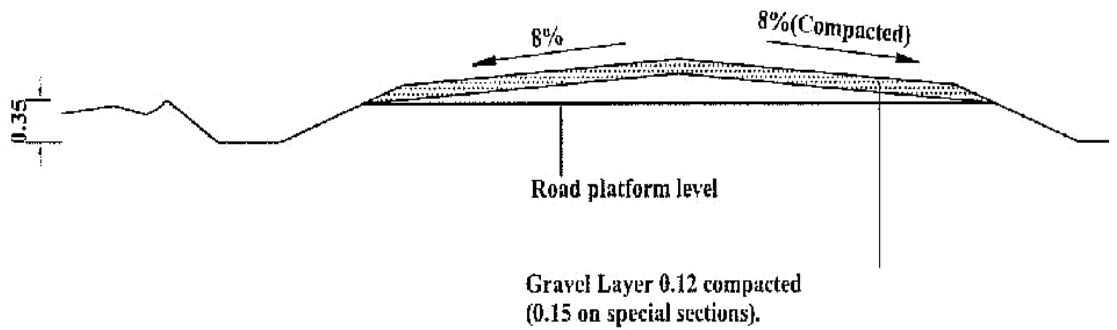 8%
8%(Compacted)
0.35
Road platform level
Gravel Layer 0.12 compacted
(0.15 on special sections).